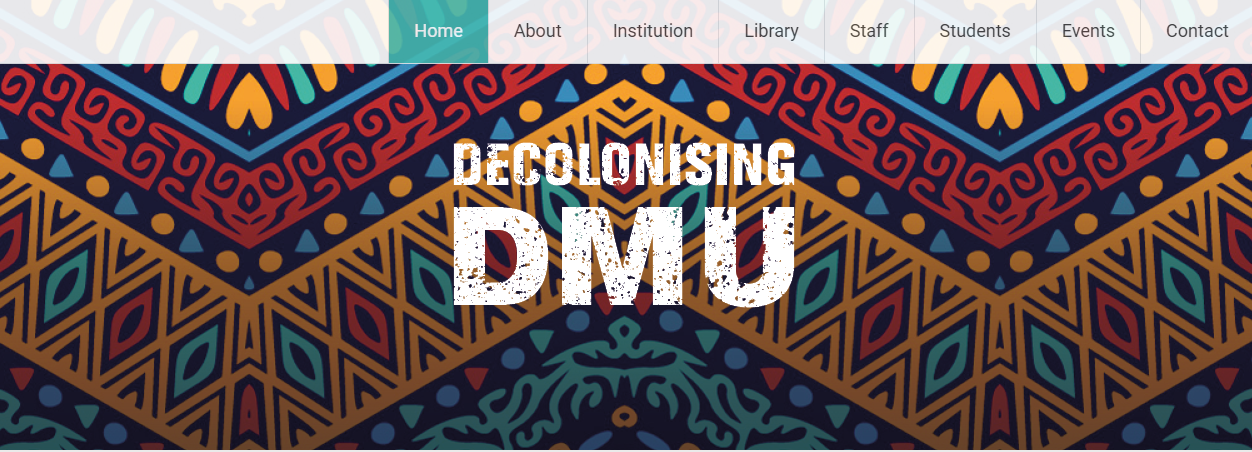 Home About Institution Library Staff Students Events Contact
DECOLONISING
DMU